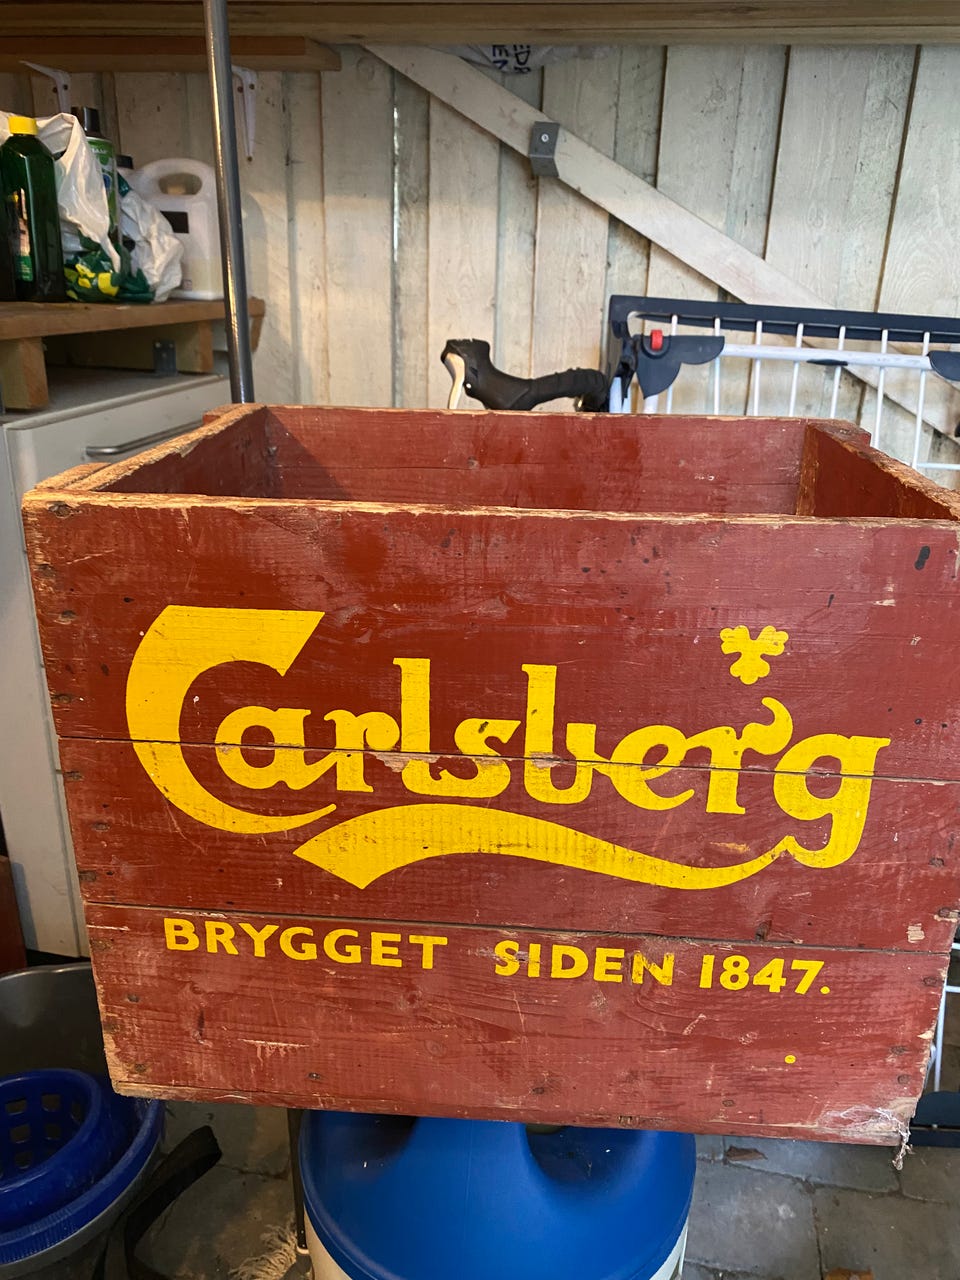 Carlsberg
BRYGGET SIDEN 1847.